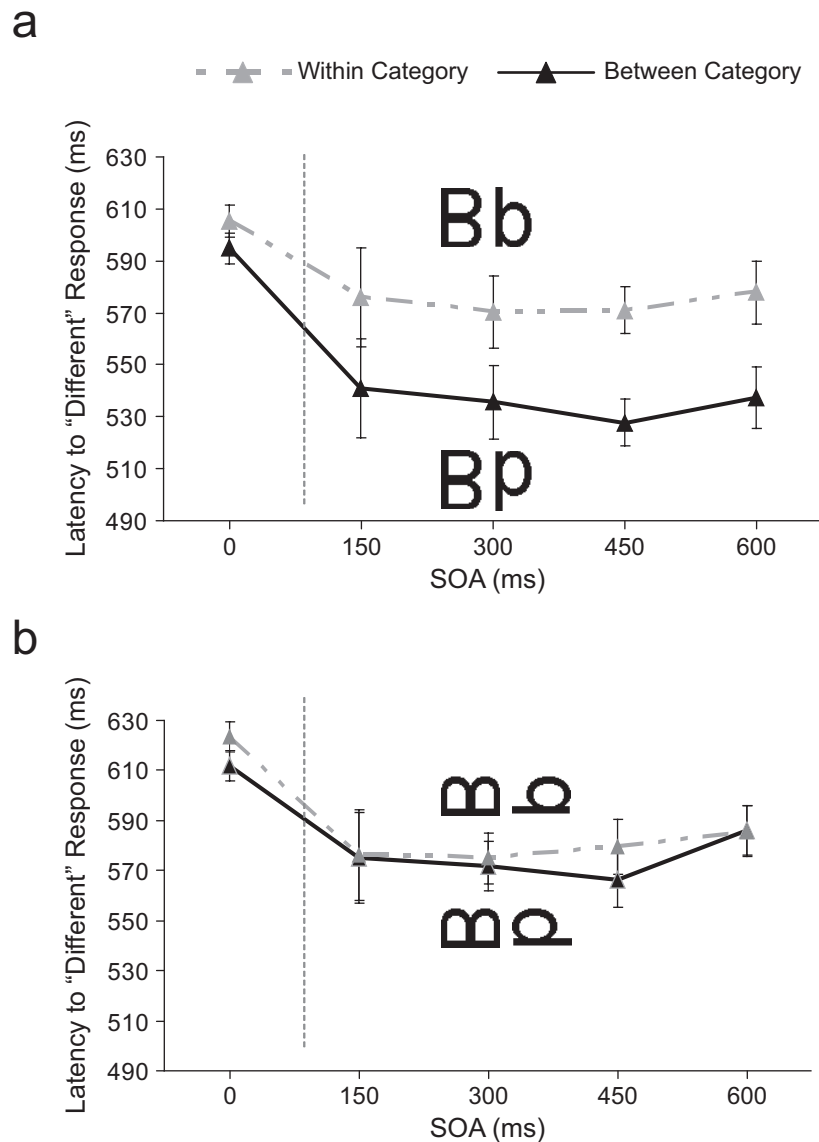 a
Within Category Between Category
Latency to “Different” Response (ms)
630
610
590
570
550
530
510
490
Bb
Bp
0 150 300 450 600
SOA (ms)
b
Latency to “Different” Response (ms)
630
610
590
570
550
530
510
490
B b
B p
0 150 300 450 600
SOA (ms)